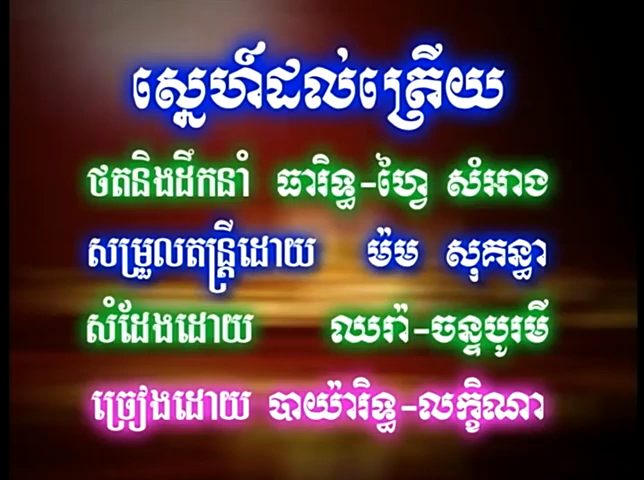 ស្នេហ៍ដល់ត្រើយ
ថតនិងដឹកនាំ ធារិទ្ធ-ហ្វៃ សំអាង
សម្រួលតន្ត្រីដោយ ម៉ម សុគន្ធា
សំដែងដោយ ឈរ៉ា-ចន្ទបូរមី
ច្រៀងដោយ បាយ៉ារិទ្ធ-លក្ខិណា